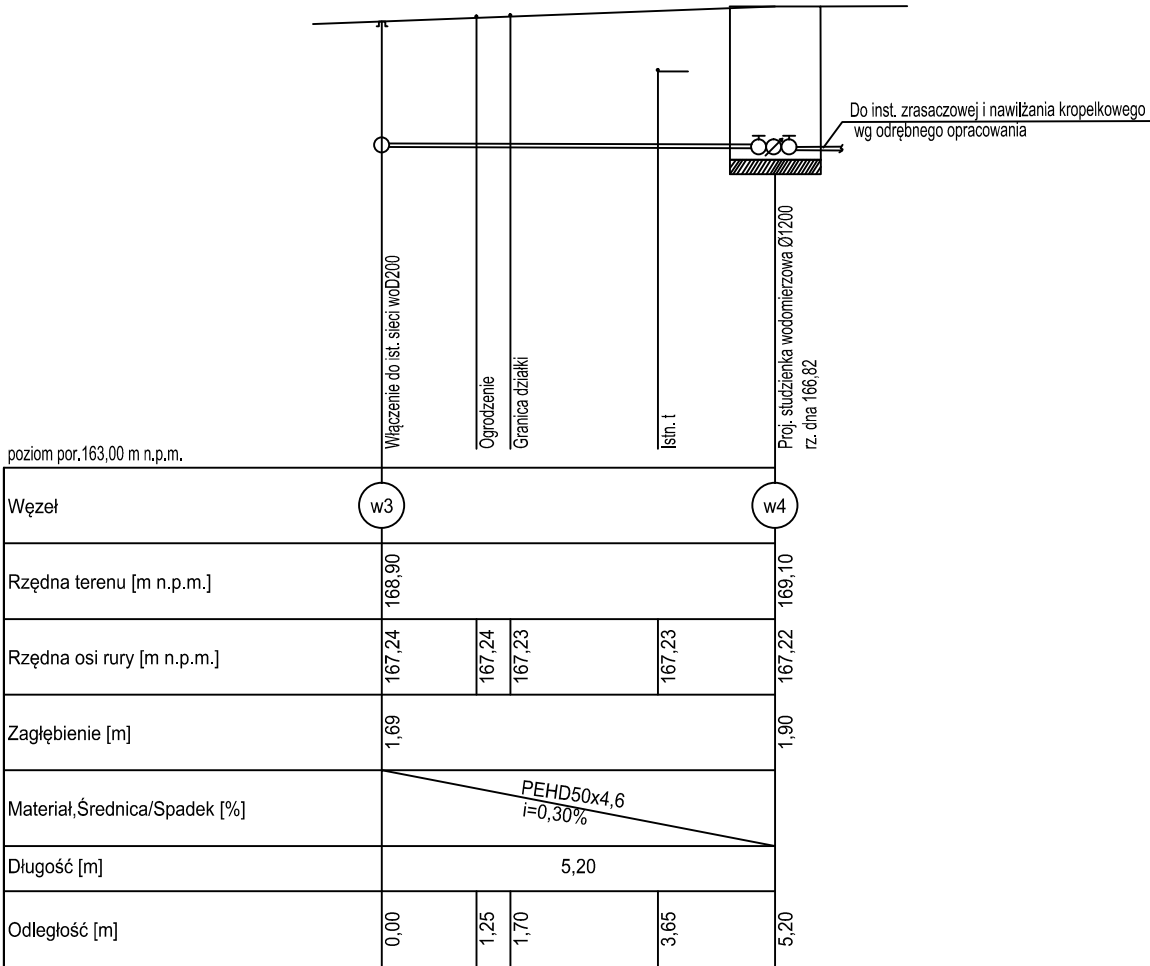 Do inst. zraszaczowej i nawilżania kropelkowego
wg odrębnego opracowania
Włączenie do ist. sieci woD200
Ogrodzenie
Granica działki
Istn. t
Proj. studzienka wodomierzowa Ø1200
rz. dna 166,82
poziom por.163,00 m n.p.m.
Węzeł
w3
w4
Rzędna terenu [m n.p.m.]
168,90
169,10
Rzędna osi rury [m n.p.m.]
167,24
167,24
167,23
167,23
167,22
Zagłębienie [m]
1,69
1,90
Materiał,Średnica/Spadek [%]
PEHD50x4,6
i=0,30%
Długość [m]
5,20
Odległość [m]
0,00
1,25
1,70
3,65
5,20